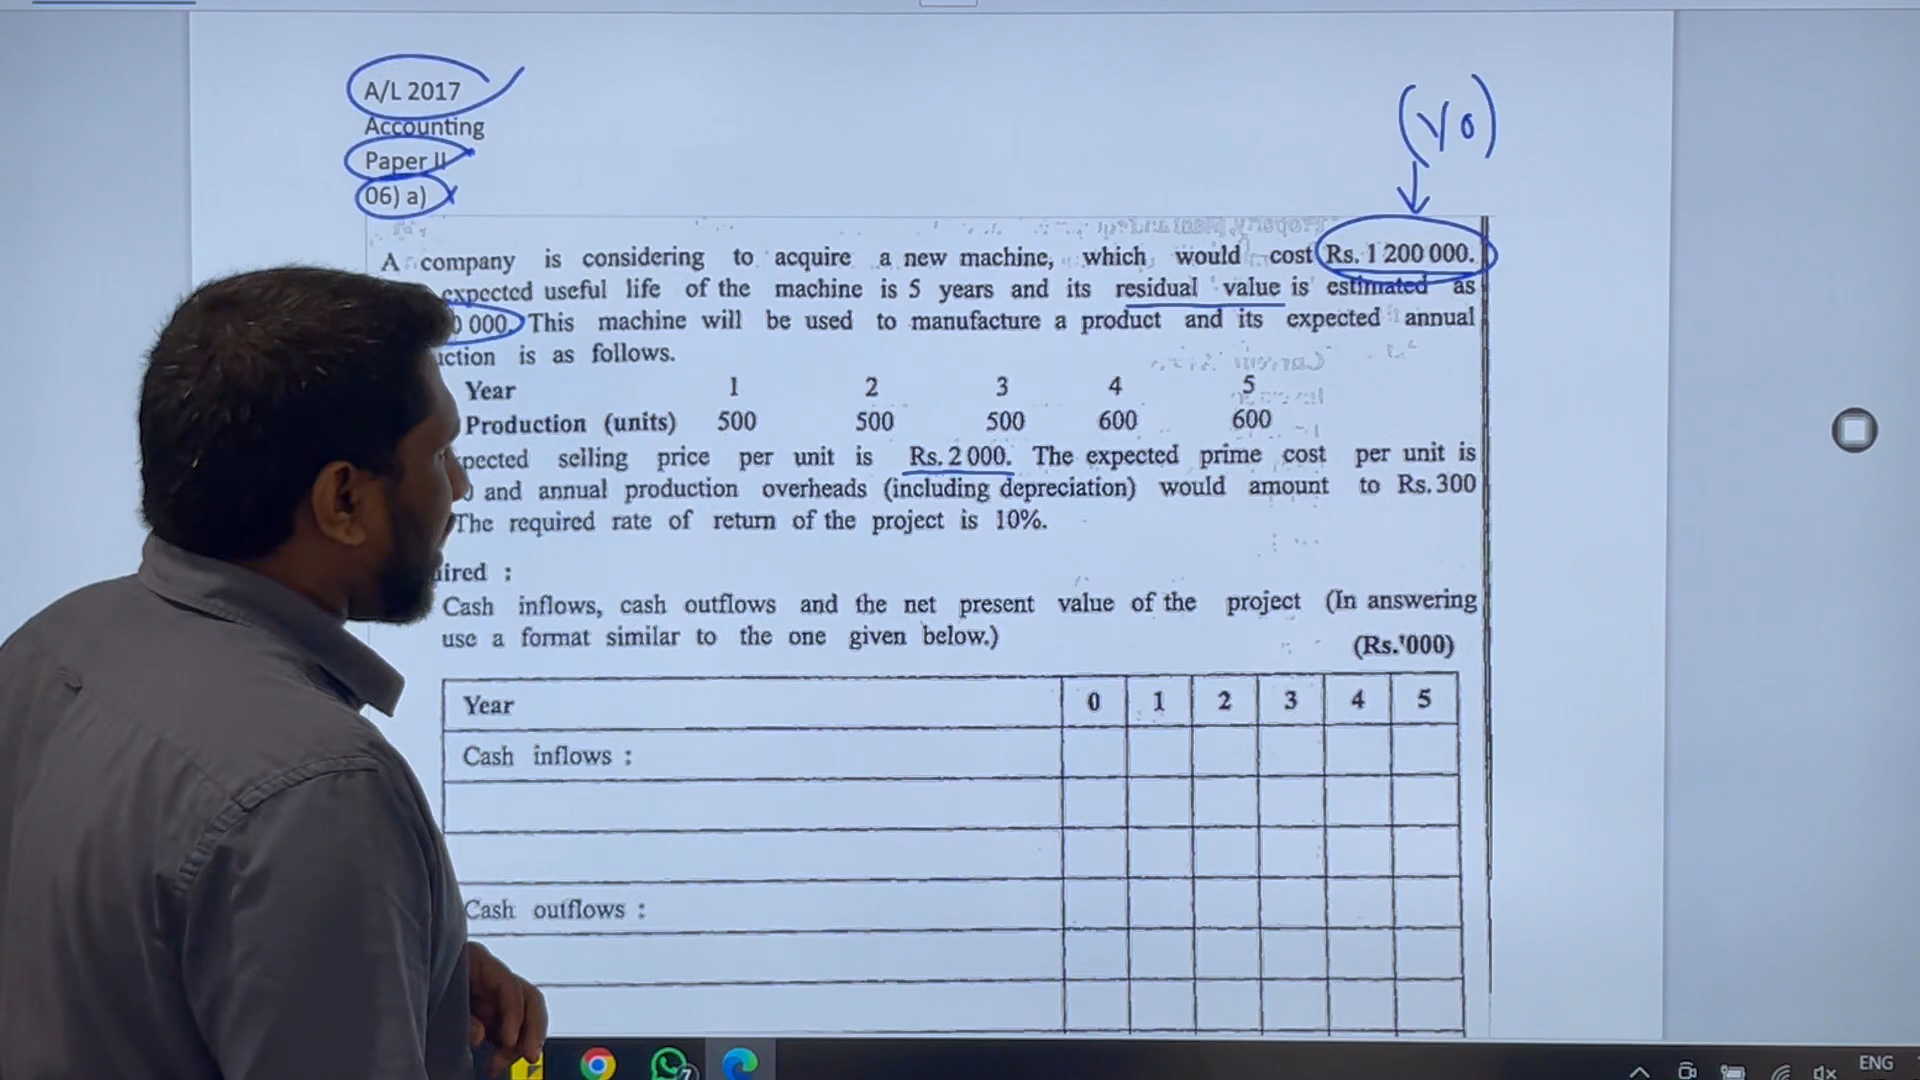 A/L 2017
Accounting
Paper II
06) a)
(Y0)
A company is considering to acquire a new machine, which would cost Rs. 1 200 000.
expected useful life of the machine is 5 years and its residual value is estimated as
000. This machine will be used to manufacture a product and its expected annual
is as follows.
Year 1 2 3 4 5
Production (units) 500 500 500 600 600
selling price per unit is Rs. 2 000. The expected prime cost per unit is
and annual production overheads (including depreciation) would amount to Rs. 300
The required rate of return of the project is 10%.
:
Cash inflows, cash outflows and the net present value of the project (In answering
use a format similar to the one given below.)
(Rs.'000)
Year 0 1 2 3 4 5
Cash inflows :
Cash outflows :
7
ENG